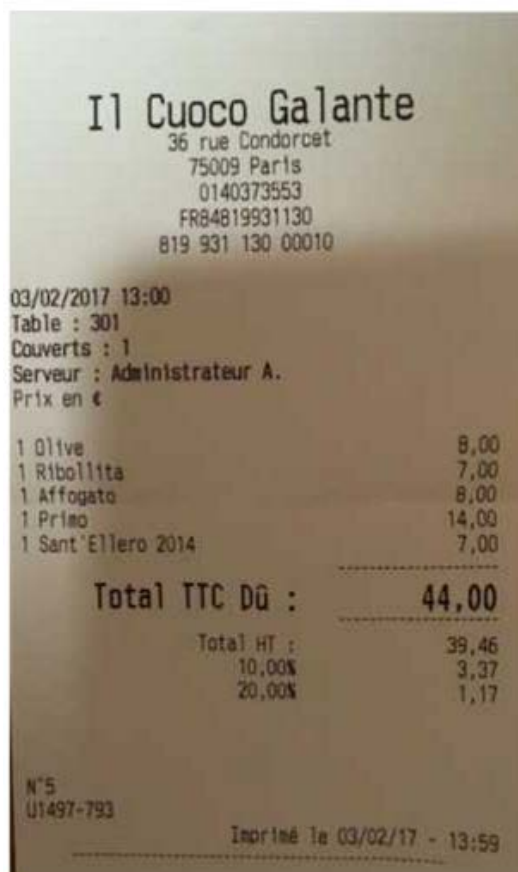 Il Cuoco Galante
36 rue Condorcet
75009 Paris
0140373553
FR84819931130
819 931 130 00010
03/02/2017 13:00
Table : 301
Couverts : 1
Serveur : Administrateur A.
Prix en €
1 Olive 8,00
1 Ribollita 7,00
1 Affogato 8,00
1 Primo 14,00
1 Sant'Ellero 2014 7,00
Total TTC Dû : 44,00
Total HT : 39,46
10,00% 3,37
20,00% 1,17
N°5
U1497-793
Imprimé le 03/02/17 - 13:59